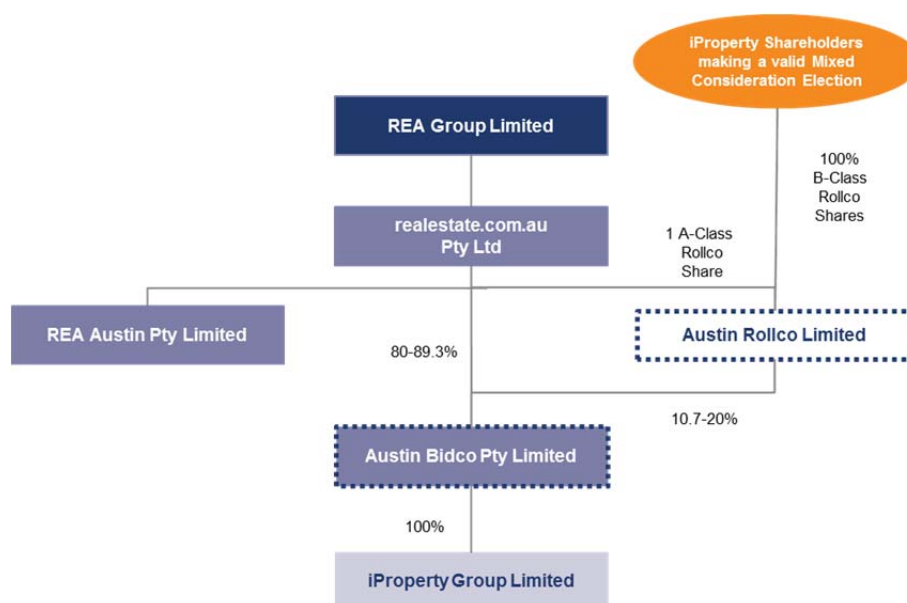 iProperty Shareholders
making a valid Mixed
Consideration Election
REA Group Limited
100%
B-Class
Rollco
Shares
realestate.com.au
Pty Ltd
1 A-Class
Rollco
Share
REA Austin Pty Limited
Austin Rollco Limited
80-89.3%
10.7-20%
Austin Bidco Pty Limited
100%
iProperty Group Limited